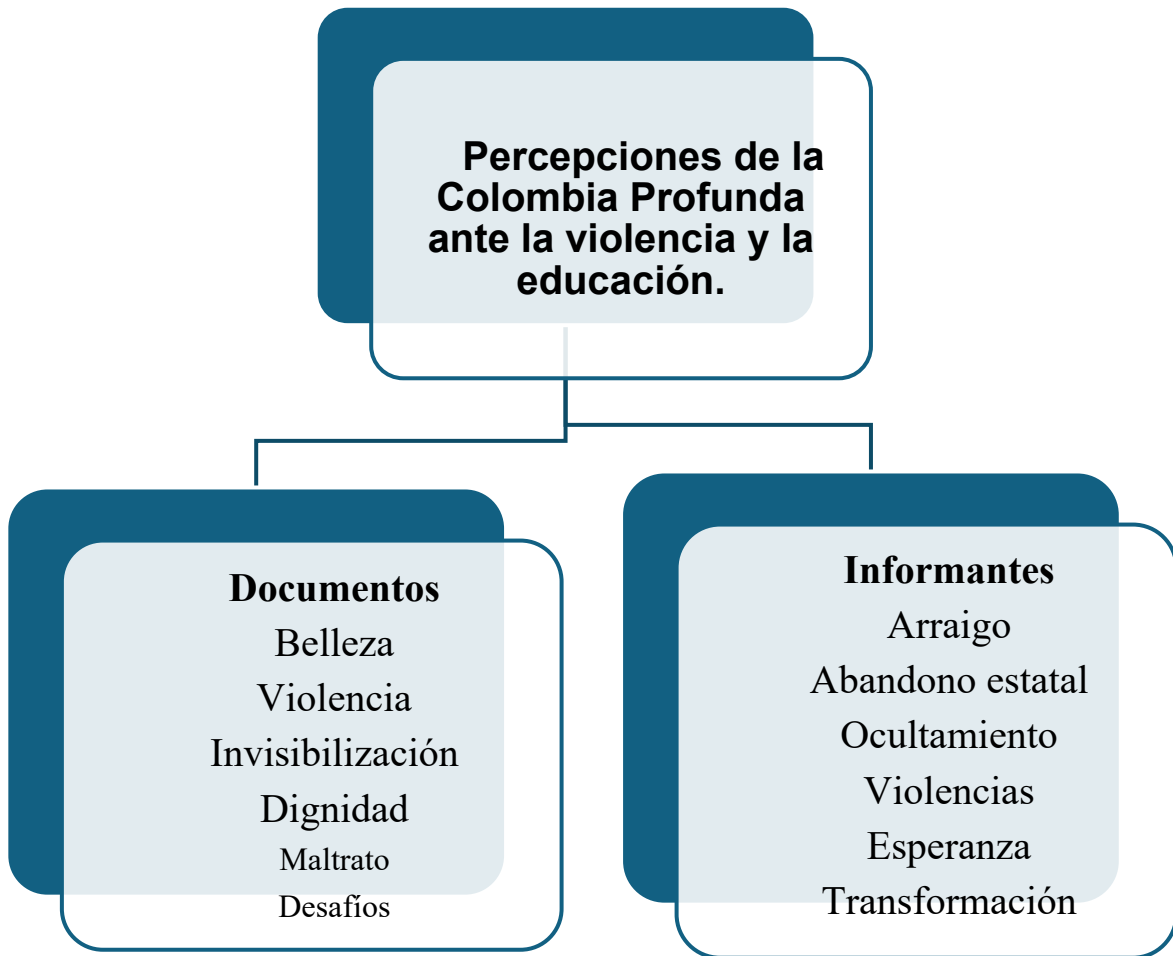 Percepciones de la
Colombia Profunda
ante la violencia y la
educación.
Documentos
Belleza
Violencia
Invisibilización
Dignidad
Maltrato
Desafíos
Informantes
Arraigo
Abandono estatal
Ocultamiento
Violencias
Esperanza
Transformación